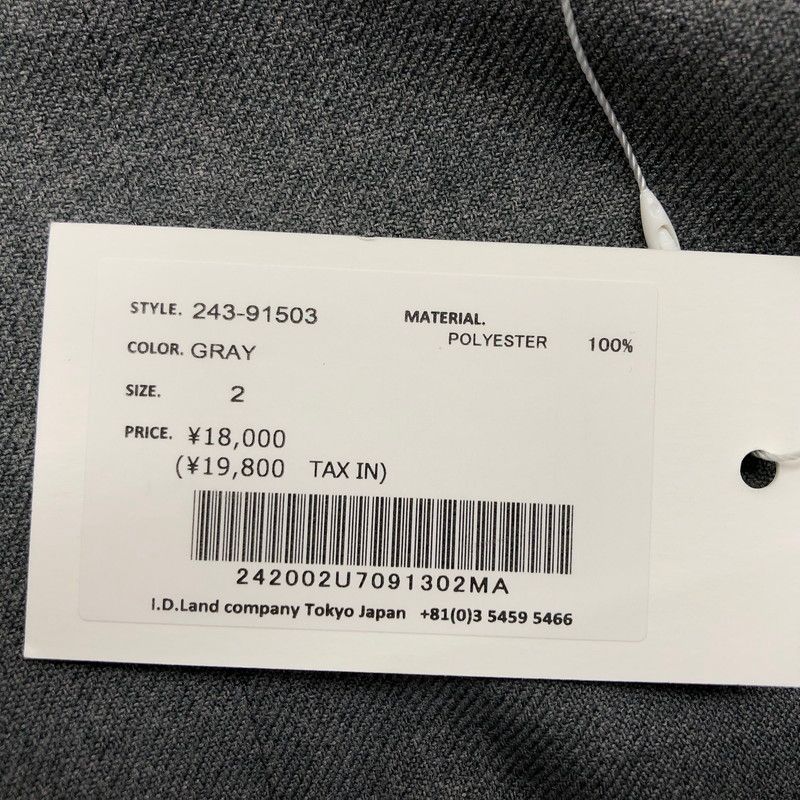 STYLE. 243-91503
MATERIAL.
POLYESTER 100%
COLOR. GRAY
SIZE. 2
PRICE. ¥18,000
(¥19,800 TAX IN)
242002U7091302MA
I.D.Land company Tokyo Japan +81(0)3 5459 5466